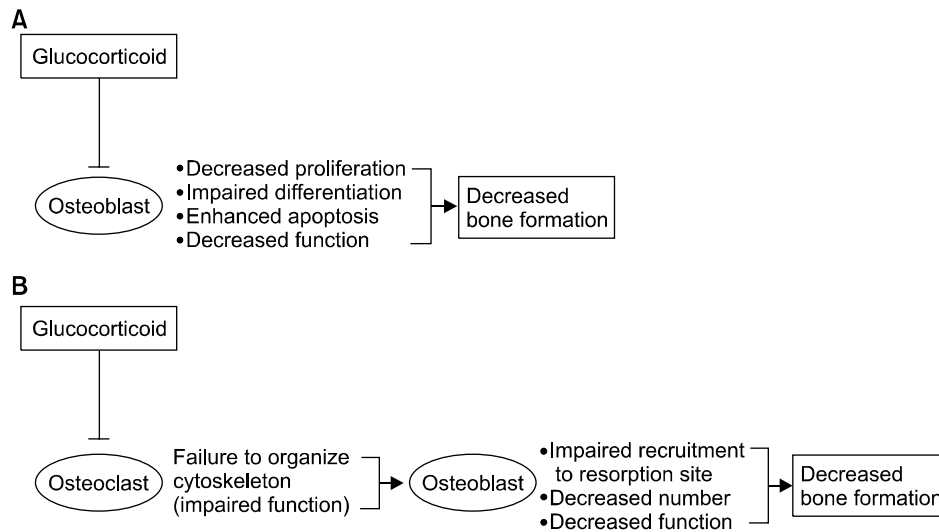 A
Glucocorticoid
Osteoblast
•Decreased proliferation
•Impaired differentiation
•Enhanced apoptosis
•Decreased function
Decreased
bone formation
B
Glucocorticoid
Osteoclast
Failure to organize
cytoskeleton
(impaired function)
Osteoblast
•Impaired recruitment
to resorption site
•Decreased number
•Decreased function
Decreased
bone formation